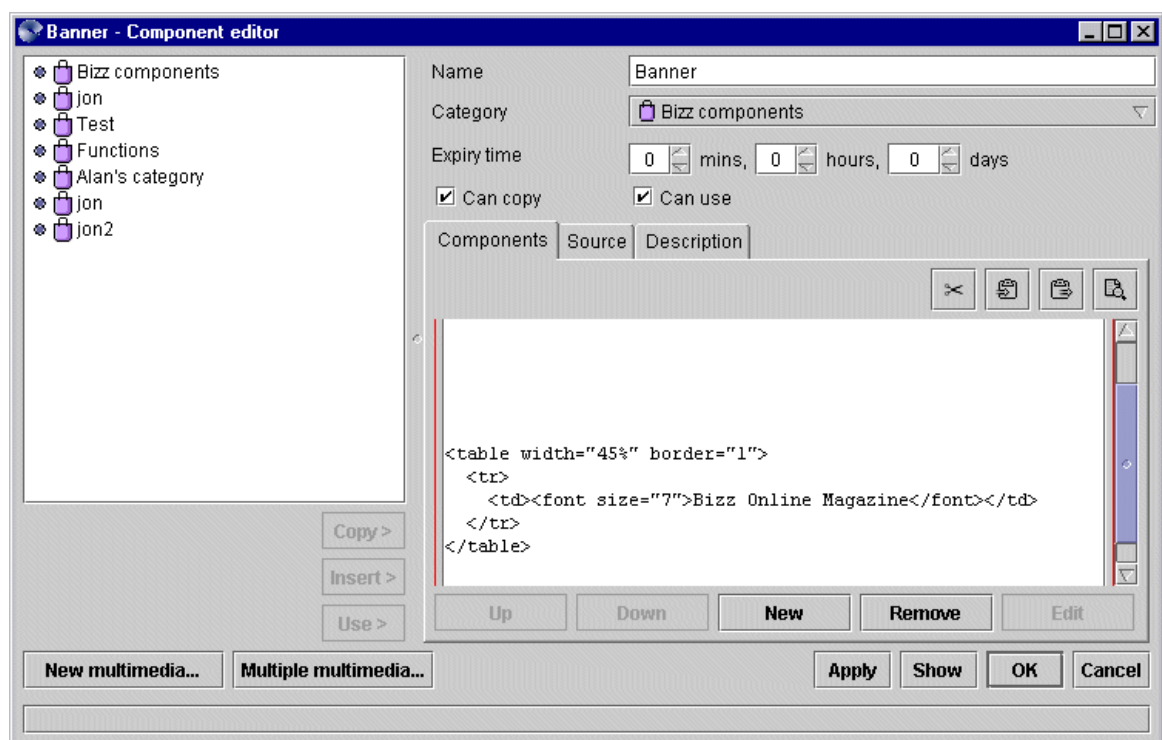 Banner - Component editor
Bizz components
jon
Test
Functions
Alan's category
jon
jon2
Name
Banner
Category
Bizz components
Expiry time
0 mins, 0 hours, 0 days
Can copy
Can use
Components Source Description
<table width="45%" border="1">
  <tr>
    <td><font size="7">Bizz Online Magazine</font></td>
  </tr>
</table>
Copy >
Insert >
Use >
Up Down New Remove Edit
New multimedia... Multiple multimedia... Apply Show OK Cancel